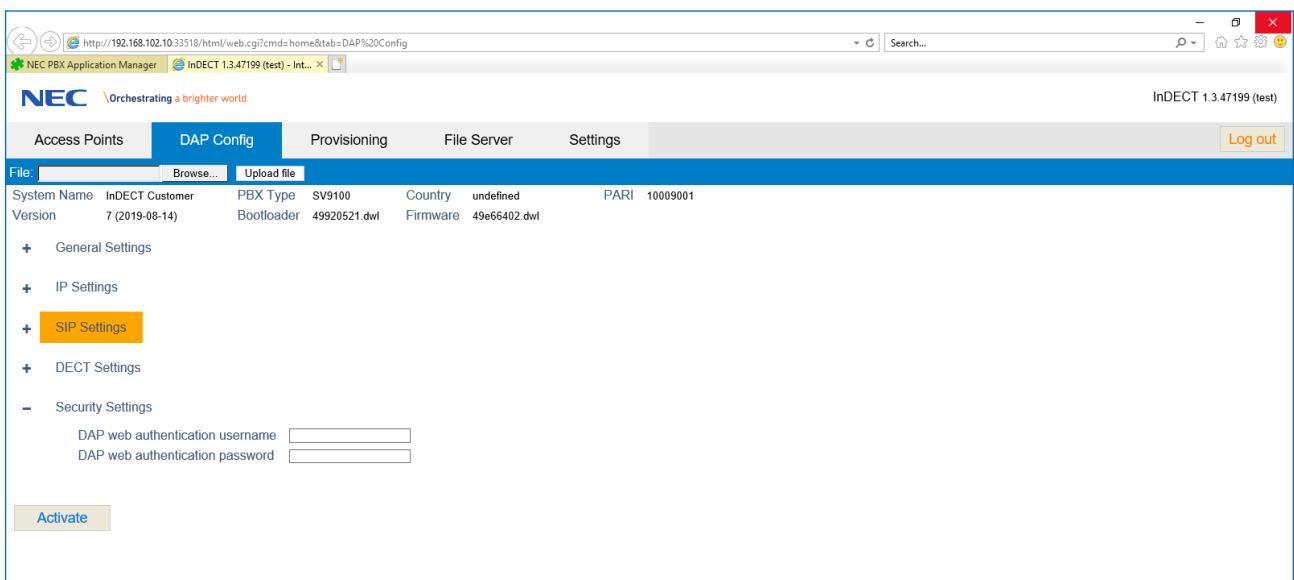 http://192.168.102.10:33518/html/web.cgi?cmd=home&tab=DAP%20Config Search...
NEC PBX Application Manager InDECT 1.3.47199 (test) - Int...
NEC \Orchestrating a brighter world InDECT 1.3.47199 (test)
Access Points DAP Config Provisioning File Server Settings Log out
File: Browse... Upload file
System Name InDECT Customer PBX Type SV9100 Country undefined PARI 10009001
Version 7 (2019-08-14) Bootloader 49920521.dwl Firmware 49e66402.dwl
+ General Settings
+ IP Settings
+ SIP Settings
+ DECT Settings
− Security Settings
DAP web authentication username
DAP web authentication password
Activate